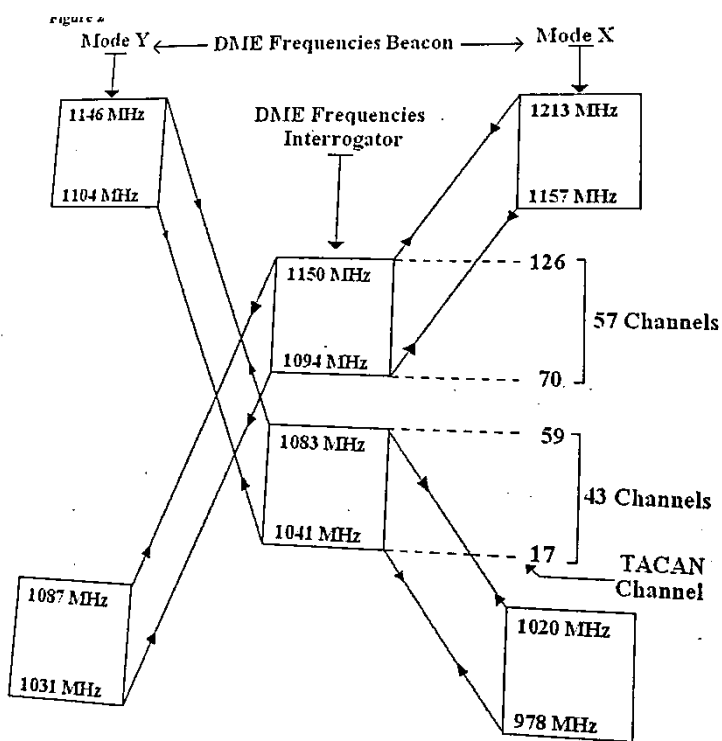 Figure 2
Mode Y
DME Frequencies Beacon
Mode X
1146 MHz
1104 MHz
DME Frequencies
Interrogator
1213 MHz
1157 MHz
1150 MHz
1094 MHz
126
57 Channels
70
1083 MHz
1041 MHz
59
43 Channels
17
TACAN
Channel
1087 MHz
1031 MHz
1020 MHz
978 MHz